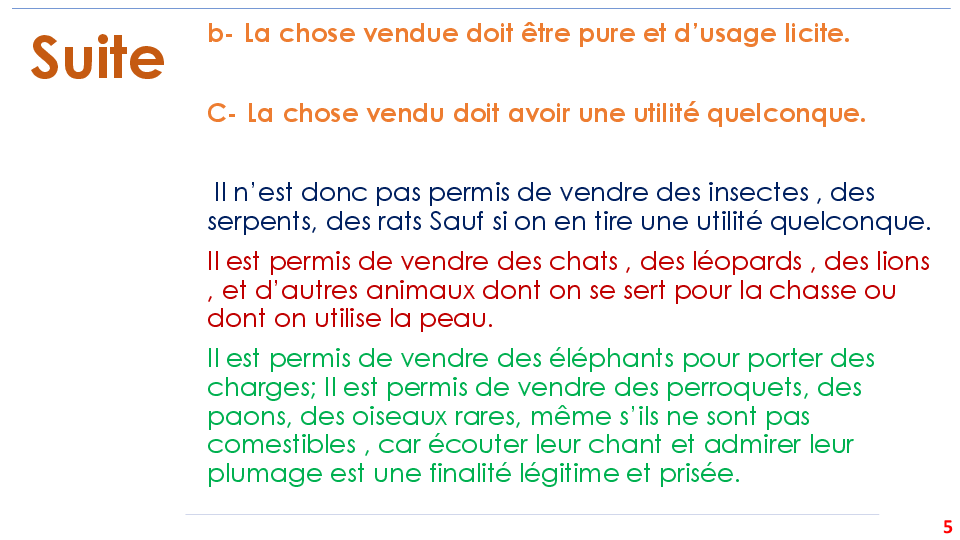 Suite
b- La chose vendue doit être pure et d’usage licite.
C- La chose vendu doit avoir une utilité quelconque.
Il n’est donc pas permis de vendre des insectes , des
serpents, des rats Sauf si on en tire une utilité quelconque.
Il est permis de vendre des chats , des léopards , des lions
, et d’autres animaux dont on se sert pour la chasse ou
dont on utilise la peau.
Il est permis de vendre des éléphants pour porter des
charges; Il est permis de vendre des perroquets, des
paons, des oiseaux rares, même s’ils ne sont pas
comestibles , car écouter leur chant et admirer leur
plumage est une finalité légitime et prisée.
5